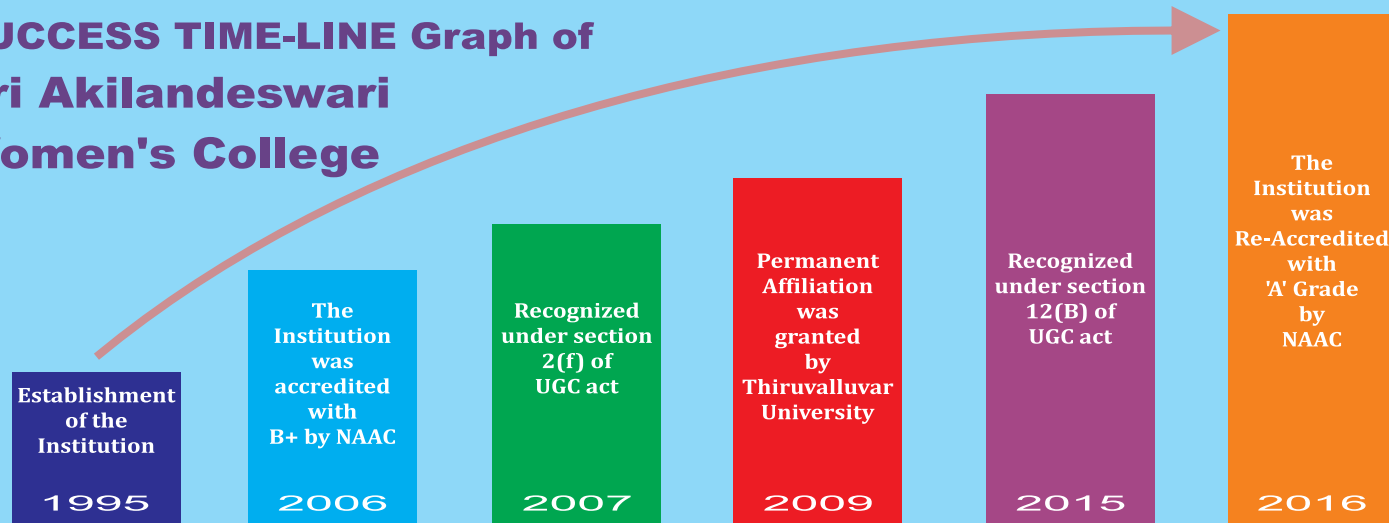 UCCESS TIME-LINE Graph of
ri Akilandeswari
omen's College
Establishment
of the
Institution
1995
The
Institution
was
accredited
with
B+ by NAAC
2006
Recognized
under section
2(f) of
UGC act
2007
Permanent
Affiliation
was
granted
by
Thiruvalluvar
University
2009
Recognized
under section
12(B) of
UGC act
2015
The
Institution
was
Re-Accredited
with
'A' Grade
by
NAAC
2016